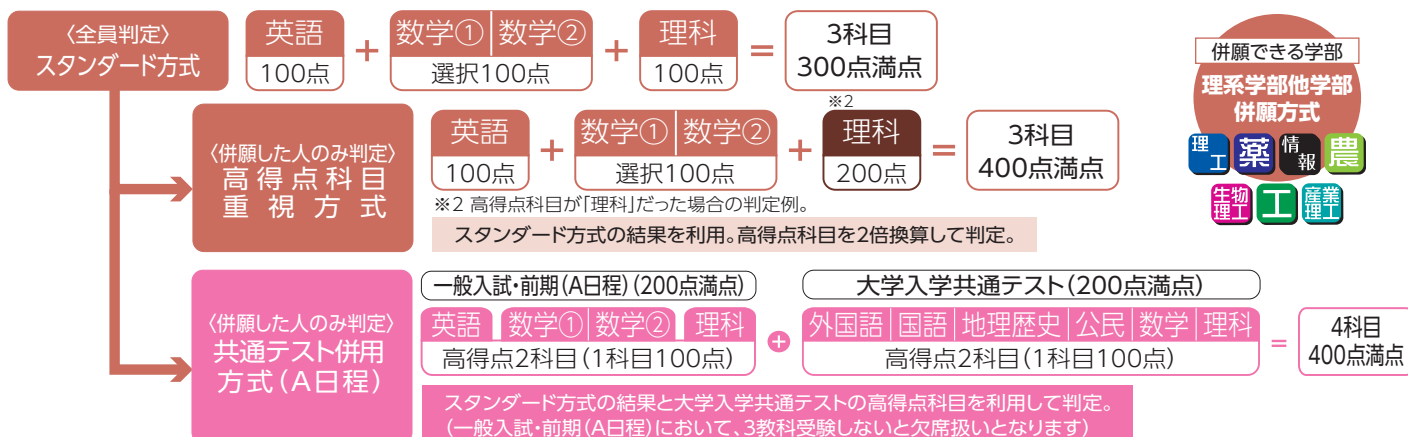 〈全員判定〉
スタンダード方式
英語
100点
+
数学①|数学②
選択100点
+
理科
100点
=
3科目
300点満点
〈併願した人のみ判定〉
高得点科目
重視方式
英語
100点
+
数学①|数学②
選択100点
+
※2
理科
200点
=
3科目
400点満点
※2 高得点科目が「理科」だった場合の判定例。
スタンダード方式の結果を利用。高得点科目を2倍換算して判定。
〈併願した人のみ判定〉
共通テスト併用
方式(A日程)
一般入試・前期(A日程)(200点満点)
英語 数学①|数学② 理科
高得点2科目(1科目100点)
+
大学入学共通テスト(200点満点)
外国語|国語|地理歴史|公民|数学|理科
高得点2科目(1科目100点)
=
4科目
400点満点
スタンダード方式の結果と大学入学共通テストの高得点科目を利用して判定。
(一般入試・前期(A日程)において、3教科受験しないと欠席扱いとなります)
併願できる学部
理系学部他学部
併願方式
理工 薬 情報 農
生物理工 工 産業理工